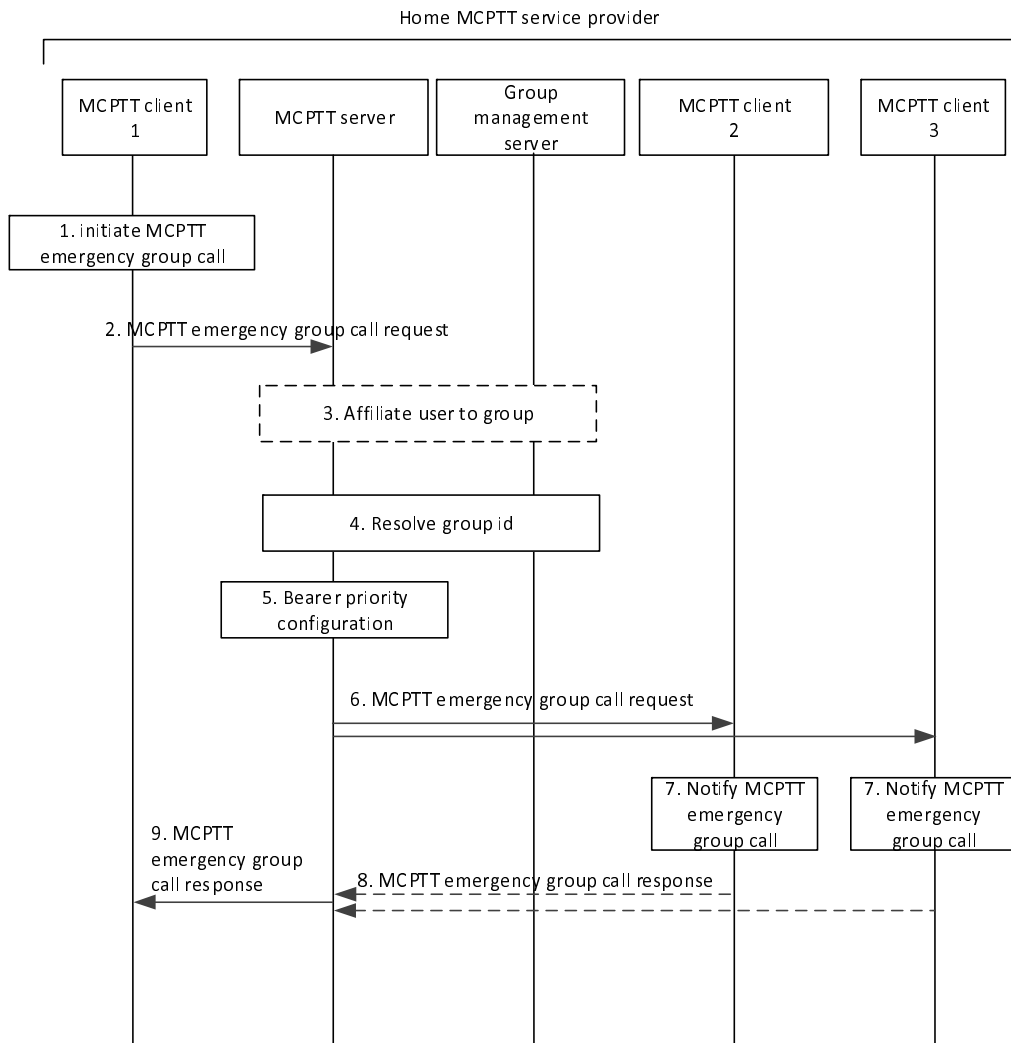 Home MCPTT service provider
MCPTT client
1
MCPTT server
Group
management
server
MCPTT client
2
MCPTT client
3
1. initiate MCPTT
emergency group call
2. MCPTT emergency group call request
3. Affiliate user to group
4. Resolve group id
5. Bearer priority
configuration
6. MCPTT emergency group call request
7. Notify MCPTT
emergency
group call
7. Notify MCPTT
emergency
group call
9. MCPTT
emergency group
call response
8. MCPTT emergency group call response